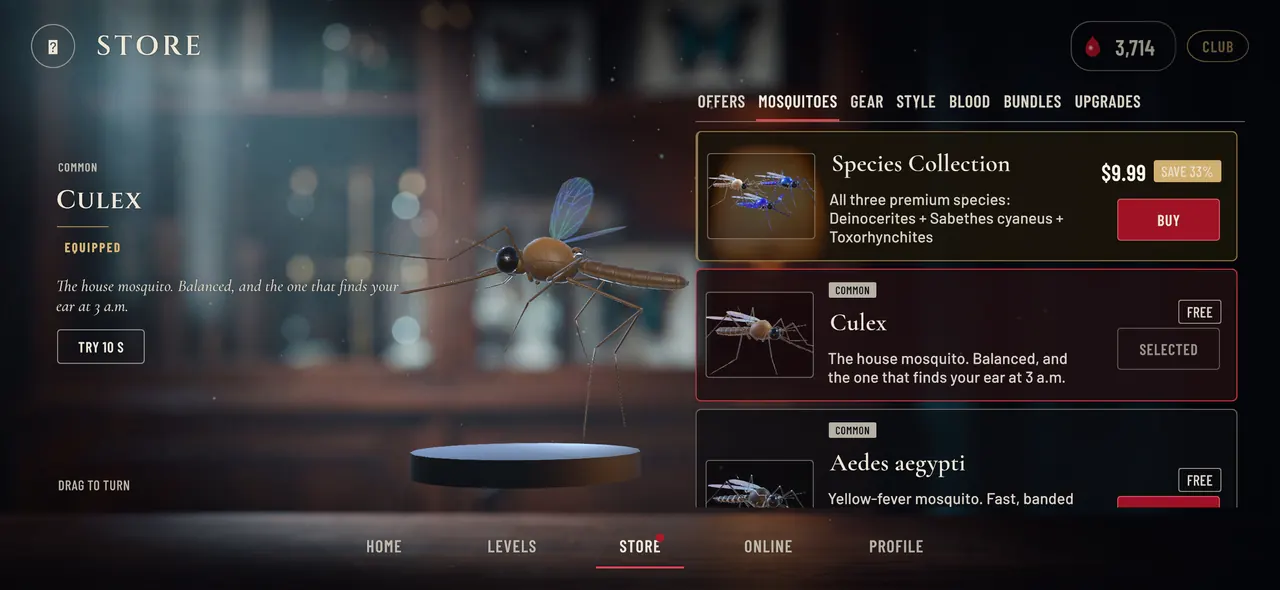 STORE
3,714
CLUB
OFFERS MOSQUITOES GEAR STYLE BLOOD BUNDLES UPGRADES
COMMON
CULEX
EQUIPPED
The house mosquito. Balanced, and the one that finds your
ear at 3 a.m.
TRY 10 S
DRAG TO TURN
Species Collection
All three premium species:
Deinocerites + Sabethes cyaneus +
Toxorhynchites
$9.99
SAVE 33%
BUY
COMMON
Culex
The house mosquito. Balanced, and
the one that finds your ear at 3 a.m.
FREE
SELECTED
COMMON
Aedes aegypti
Yellow-fever mosquito. Fast, banded
FREE
HOME
LEVELS
STORE
ONLINE
PROFILE